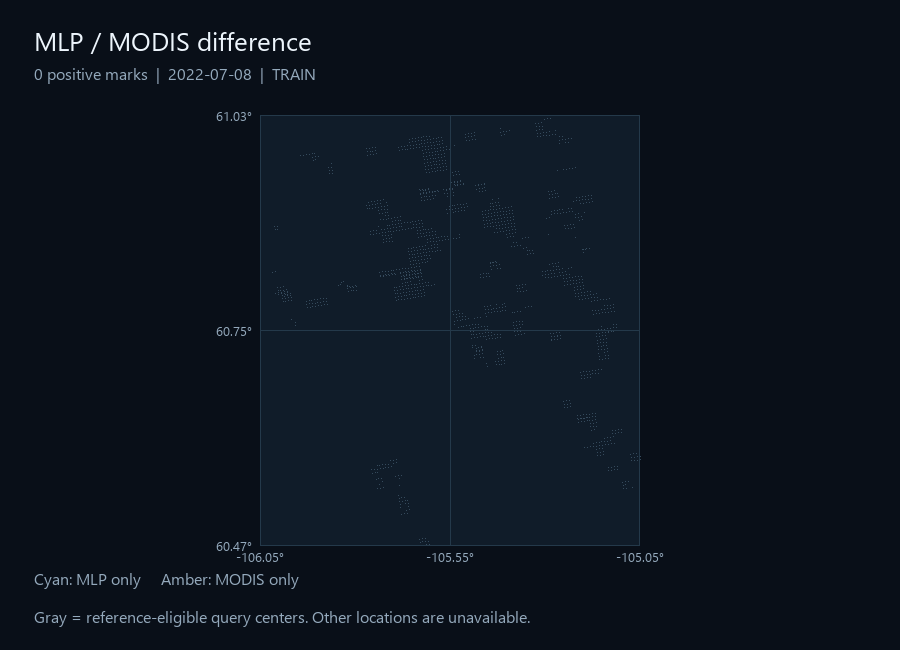 MLP / MODIS difference
0 positive marks | 2022-07-08 | TRAIN
61.03°
60.75°
60.47°
-106.05° -105.55° -105.05°
Cyan: MLP only Amber: MODIS only
Gray = reference-eligible query centers. Other locations are unavailable.